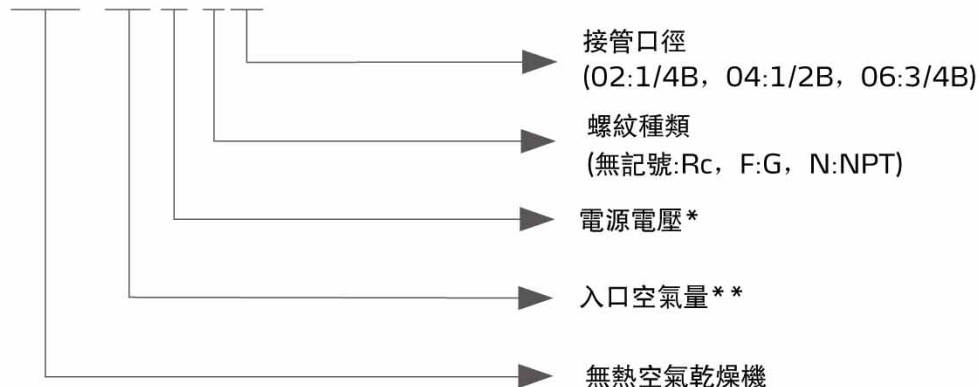 接管口徑
(02:1/4B，04:1/2B，06:3/4B)
螺紋種類
(無記號:Rc，F:G，N:NPT)
電源電壓*
入口空氣量**
無熱空氣乾燥機